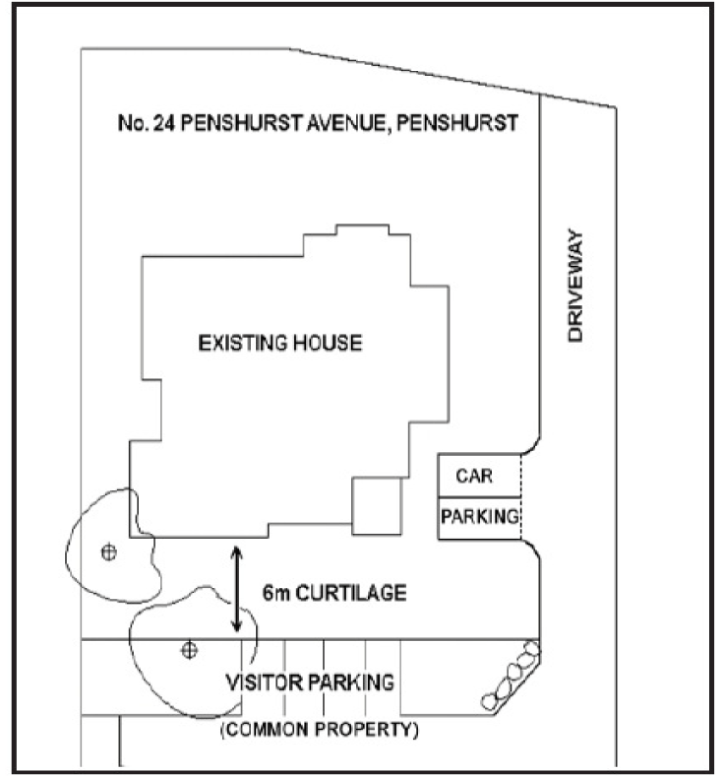 No. 24 PENSHURST AVENUE, PENSHURST
DRIVEWAY
EXISTING HOUSE
CAR
PARKING
6m CURTILAGE
VISITOR PARKING
(COMMON PROPERTY)